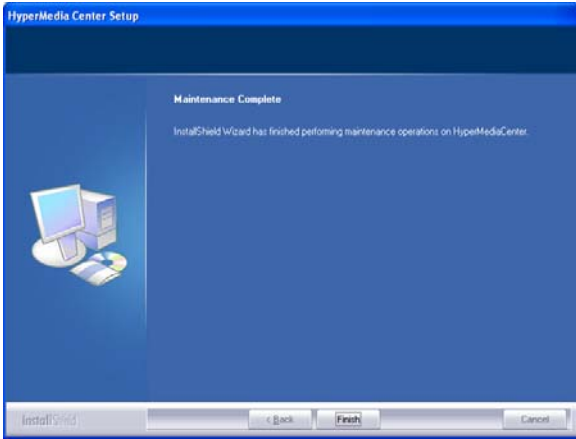 HyperMedia Center Setup
Maintenance Complete
InstallShield Wizard has finished performing maintenance operations on HyperMediaCenter.
InstallShield
< Back
Finish
Cancel